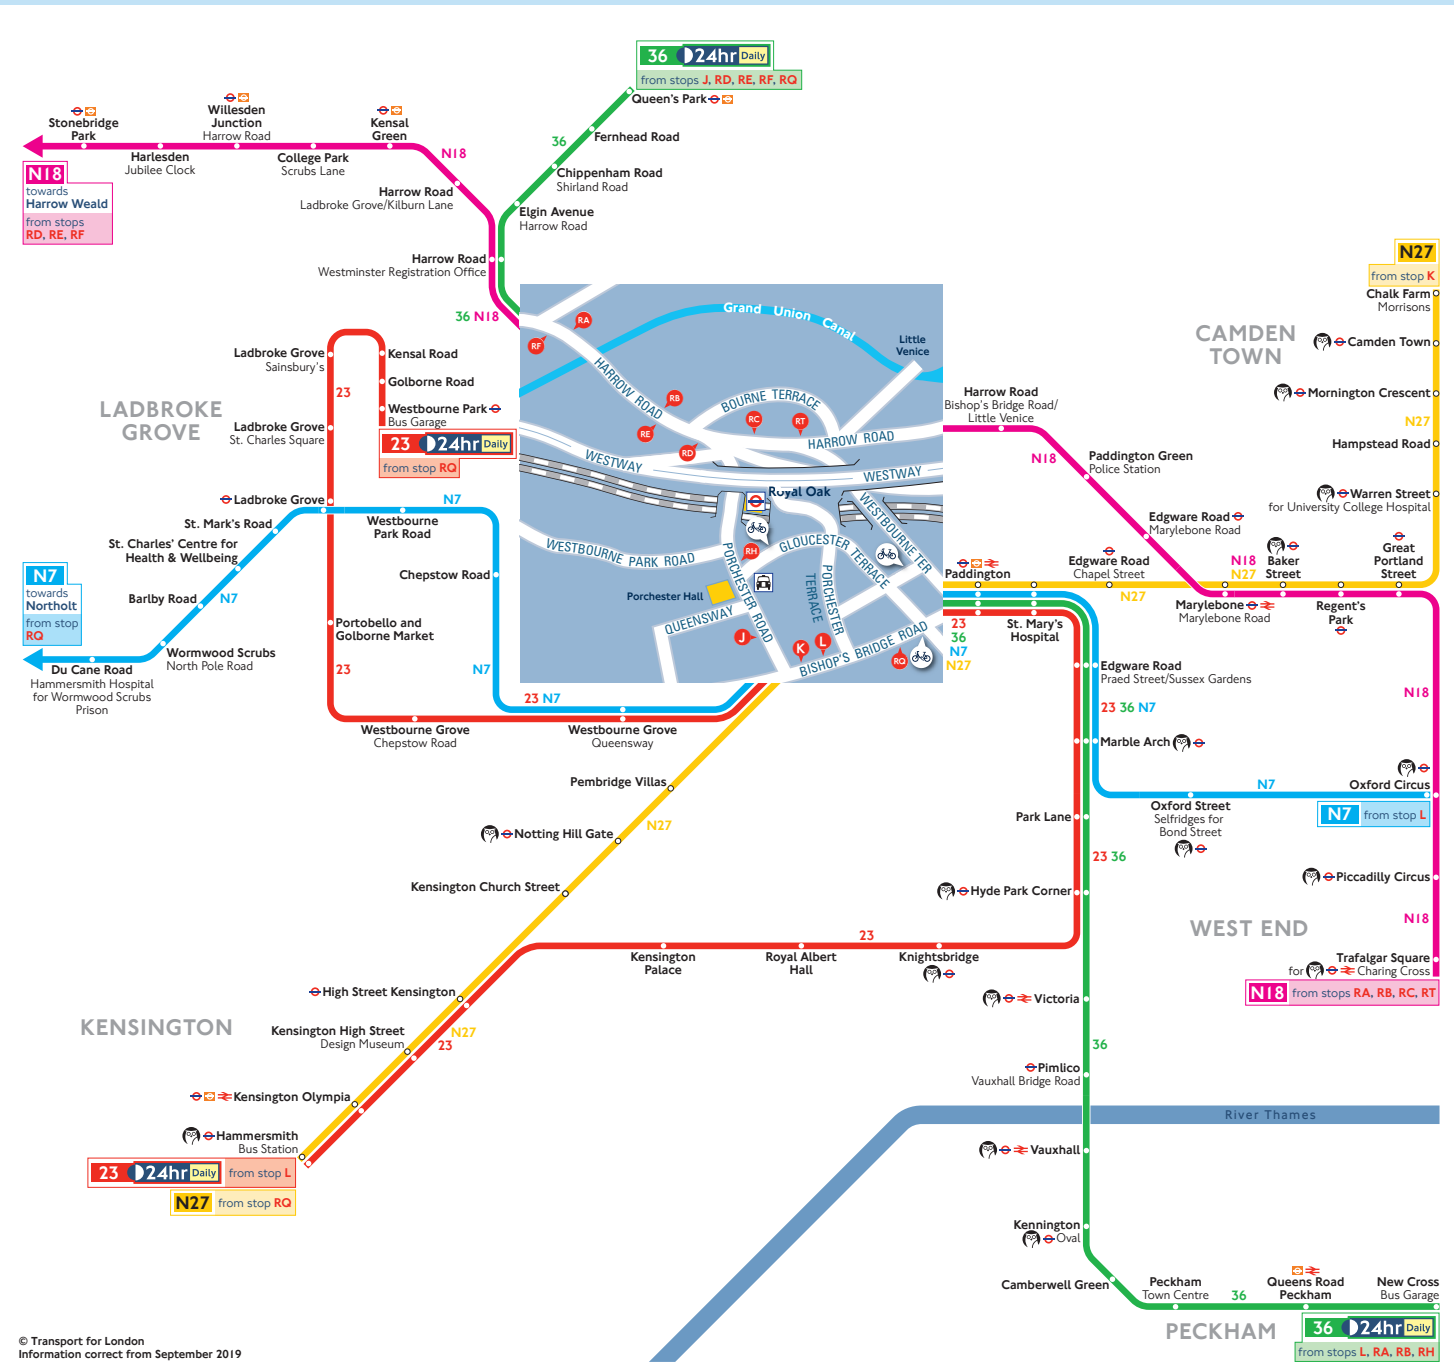 36 24hr Daily
from stops J, RD, RE, RF, RQ
Queen's Park
Fernhead Road
36
Chippenham Road
Shirland Road
Elgin Avenue
Harrow Road
Stonebridge
Park
Willesden
Junction
Harrow Road
Kensal
Green
N18
Harlesden
Jubilee Clock
College Park
Scrubs Lane
N18
towards
Harrow Weald
from stops
RD, RE, RF
Harrow Road
Ladbroke Grove/Kilburn Lane
Harrow Road
Westminster Registration Office
36 N18
N27
from stop K
Chalk Farm
Morrisons
CAMDEN
TOWN
Camden Town
Mornington Crescent
N27
Hampstead Road
Warren Street
for University College Hospital
Great
Portland
Street
Ladbroke Grove
Sainsbury's
Kensal Road
Golborne Road
23
Westbourne Park
Bus Garage
LADBROKE
GROVE
Ladbroke Grove
St. Charles Square
23 24hr Daily
from stop RQ
Ladbroke Grove
N7
St. Mark's Road
Westbourne
Park Road
St. Charles' Centre for
Health & Wellbeing
Chepstow Road
N7
towards
Northolt
from stop
RQ
Barlby Road
N7
Portobello and
Golborne Market
Wormwood Scrubs
North Pole Road
Du Cane Road
Hammersmith Hospital
for Wormwood Scrubs
Prison
23
N7
23 N7
Westbourne Grove
Chepstow Road
Westbourne Grove
Queensway
Grand Union Canal
Little
Venice
RA
RF
HARROW ROAD
RB
BOURNE TERRACE
RC
RT
RE
RD
HARROW ROAD
WESTWAY
WESTWAY
Royal Oak
WESTBOURNE TER
WESTBOURNE PARK ROAD
RH
GLOUCESTER TERRACE
PORCHESTER ROAD
PORCHESTER
TERRACE
Porchester Hall
QUEENSWAY
J
K
L
BISHOP'S BRIDGE ROAD
RQ
Harrow Road
Bishop's Bridge Road/
Little Venice
N18
Paddington Green
Police Station
Edgware Road
Marylebone Road
Paddington
Edgware Road
Chapel Street
N18
N27
Baker
Street
N27
Marylebone
Marylebone Road
Regent's
Park
23
36
N7
N27
St. Mary's
Hospital
Edgware Road
Praed Street/Sussex Gardens
N18
23 36 N7
Marble Arch
Oxford Circus
N7
Oxford Street
Selfridges for
Bond Street
N7 from stop L
Park Lane
23 36
Piccadilly Circus
Hyde Park Corner
N18
WEST END
Trafalgar Square
for Charing Cross
N18 from stops RA, RB, RC, RT
Pembridge Villas
N27
Notting Hill Gate
Kensington Church Street
23
Kensington
Palace
Royal Albert
Hall
Knightsbridge
High Street Kensington
Victoria
KENSINGTON
Kensington High Street
Design Museum
N27
23
36
Pimlico
Vauxhall Bridge Road
Kensington Olympia
River Thames
Hammersmith
Bus Station
Vauxhall
23 24hr Daily from stop L
N27 from stop RQ
Kennington
Oval
Camberwell Green
Peckham
Town Centre
36
Queens Road
Peckham
New Cross
Bus Garage
PECKHAM
36 24hr Daily
from stops L, RA, RB, RH
© Transport for London
Information correct from September 2019